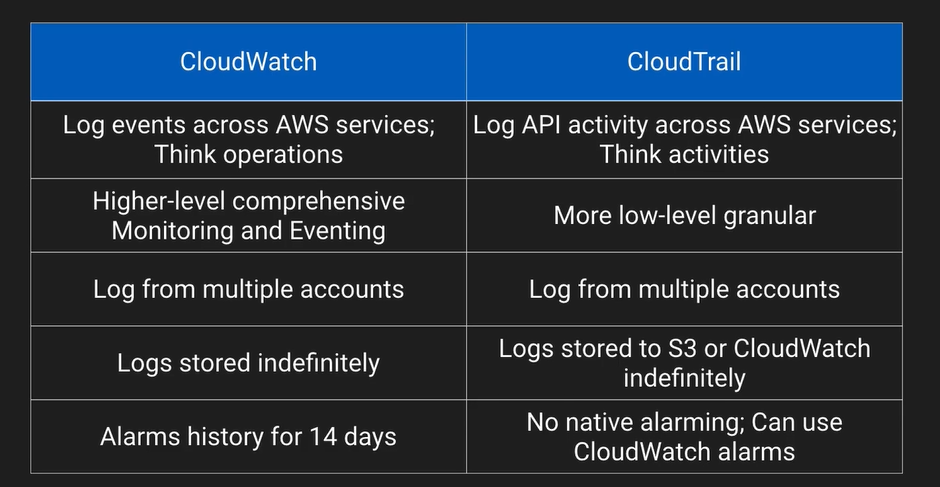 CloudWatch
CloudTrail
Log events across AWS services;
Think operations
Log API activity across AWS services;
Think activities
Higher-level comprehensive
Monitoring and Eventing
More low-level granular
Log from multiple accounts
Log from multiple accounts
Logs stored indefinitely
Logs stored to S3 or CloudWatch
indefinitely
Alarms history for 14 days
No native alarming; Can use
CloudWatch alarms